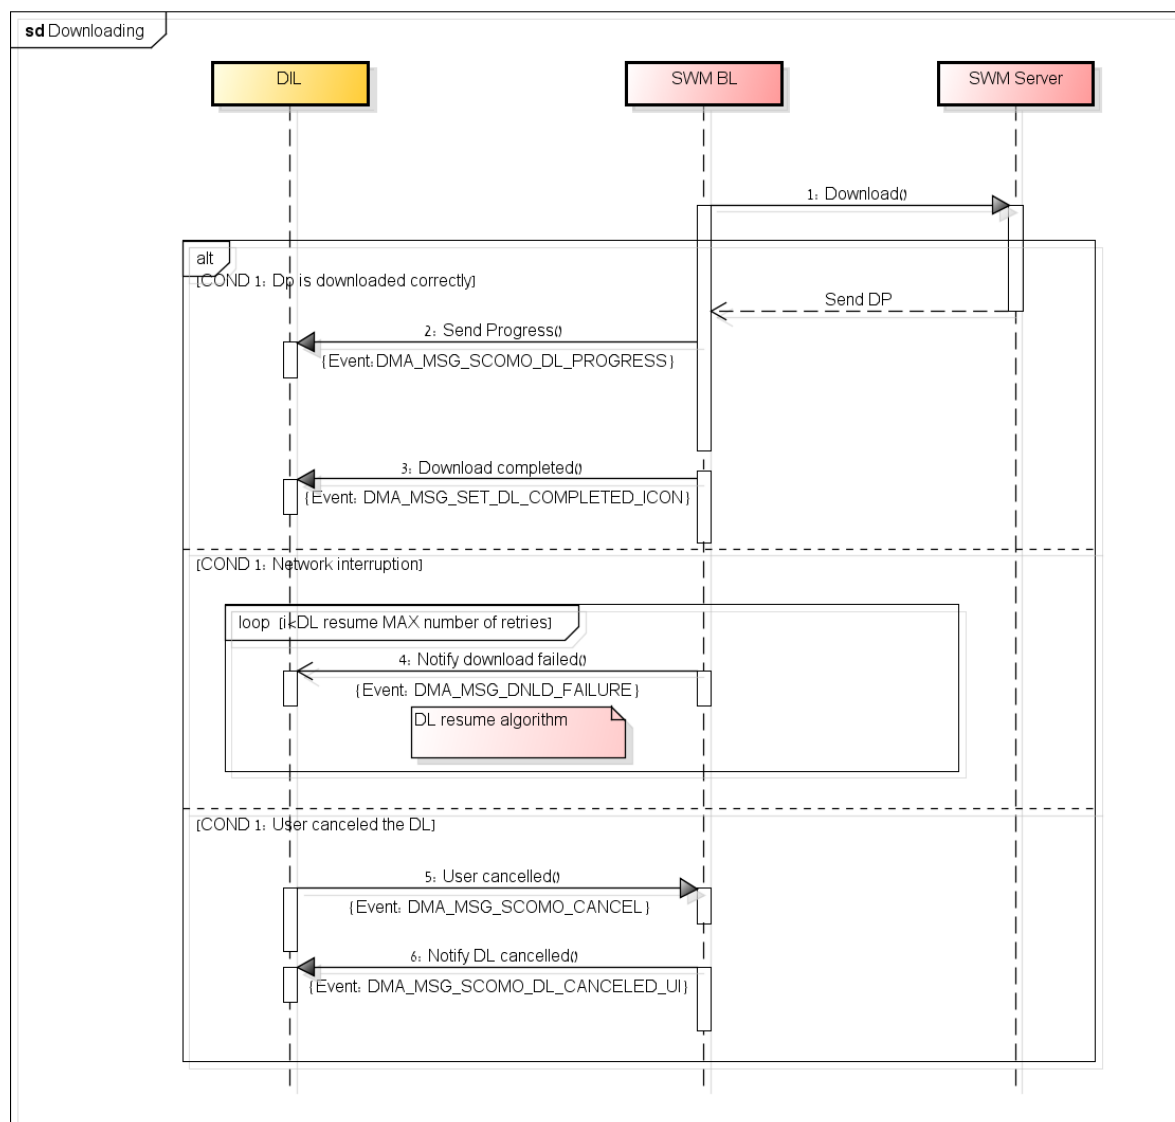 sd Downloading
DIL
SWM BL
SWM Server
1: Download()
alt
[COND 1: Dp is downloaded correctly]
Send DP
2: Send Progress()
{Event:DMA_MSG_SCOMO_DL_PROGRESS}
3: Download completed()
{Event: DMA_MSG_SET_DL_COMPLETED_ICON}
[COND 1: Network interruption]
loop [i<DL resume MAX number of retries]
4: Notify download failed()
{Event: DMA_MSG_DNLD_FAILURE}
DL resume algorithm
[COND 1: User canceled the DL]
5: User cancelled()
{Event: DMA_MSG_SCOMO_CANCEL}
6: Notify DL cancelled()
{Event: DMA_MSG_SCOMO_DL_CANCELED_UI}